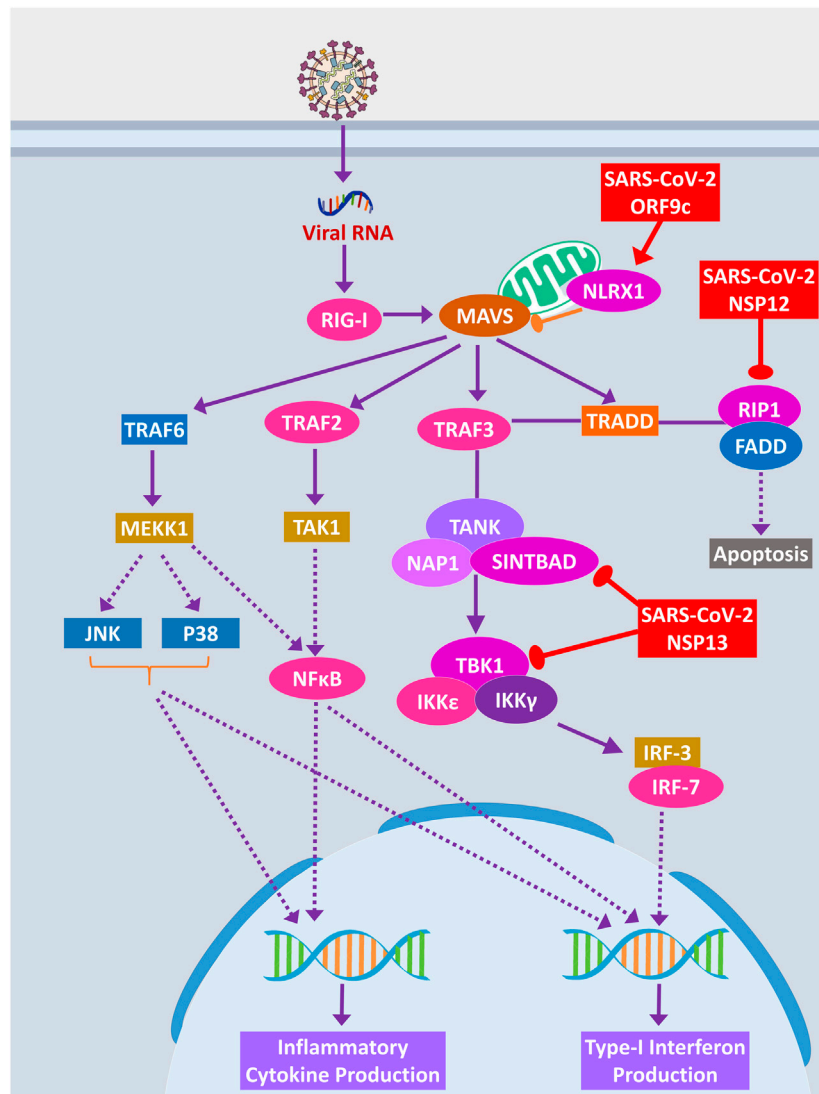 SARS-CoV-2
ORF9c
Viral RNA
SARS-CoV-2
NSP12
NLRX1
RIG-I
MAVS
TRAF6
TRAF2
TRAF3
TRADD
RIP1
FADD
MEKK1
TAK1
TANK
NAP1
SINTBAD
Apoptosis
JNK
P38
SARS-CoV-2
NSP13
NFκB
TBK1
IKKε
IKKγ
IRF-3
IRF-7
Inflammatory
Cytokine Production
Type-I Interferon
Production